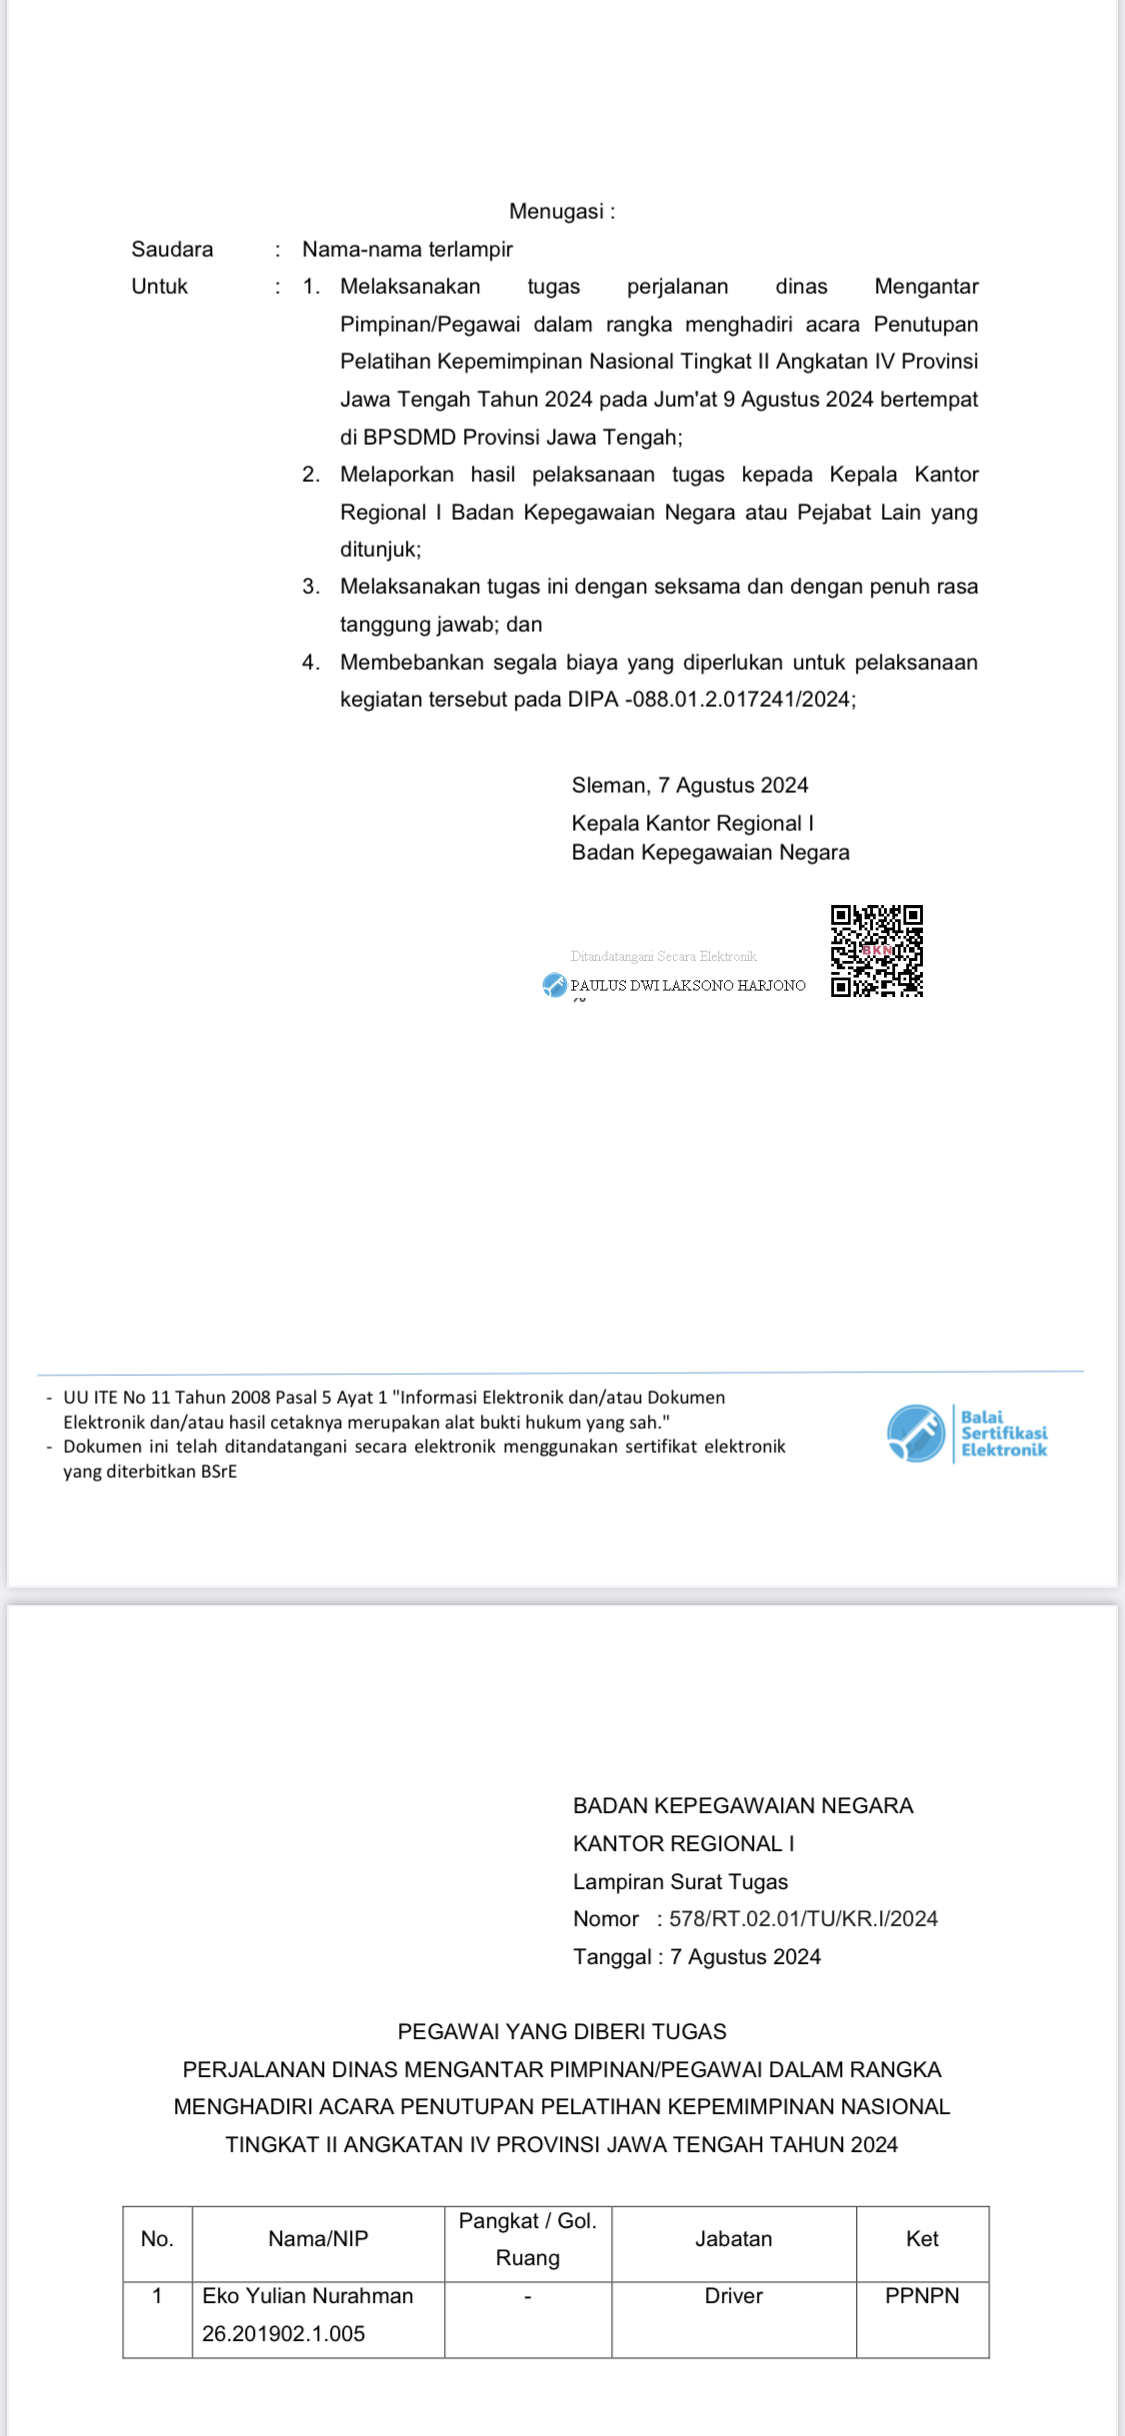 Menugasi :
Saudara : Nama-nama terlampir
Untuk : 1. Melaksanakan tugas perjalanan dinas Mengantar
Pimpinan/Pegawai dalam rangka menghadiri acara Penutupan
Pelatihan Kepemimpinan Nasional Tingkat II Angkatan IV Provinsi
Jawa Tengah Tahun 2024 pada Jum'at 9 Agustus 2024 bertempat
di BPSDMD Provinsi Jawa Tengah;
2. Melaporkan hasil pelaksanaan tugas kepada Kepala Kantor
Regional I Badan Kepegawaian Negara atau Pejabat Lain yang
ditunjuk;
3. Melaksanakan tugas ini dengan seksama dan dengan penuh rasa
tanggung jawab; dan
4. Membebankan segala biaya yang diperlukan untuk pelaksanaan
kegiatan tersebut pada DIPA -088.01.2.017241/2024;
Sleman, 7 Agustus 2024
Kepala Kantor Regional I
Badan Kepegawaian Negara
Ditandatangani Secara Elektronik
PAULUS DWI LAKSONO HARJONO
BKN
- UU ITE No 11 Tahun 2008 Pasal 5 Ayat 1 "Informasi Elektronik dan/atau Dokumen
Elektronik dan/atau hasil cetaknya merupakan alat bukti hukum yang sah."
- Dokumen ini telah ditandatangani secara elektronik menggunakan sertifikat elektronik
yang diterbitkan BSrE
Balai
Sertifikasi
Elektronik
BADAN KEPEGAWAIAN NEGARA
KANTOR REGIONAL I
Lampiran Surat Tugas
Nomor : 578/RT.02.01/TU/KR.I/2024
Tanggal : 7 Agustus 2024
PEGAWAI YANG DIBERI TUGAS
PERJALANAN DINAS MENGANTAR PIMPINAN/PEGAWAI DALAM RANGKA
MENGHADIRI ACARA PENUTUPAN PELATIHAN KEPEMIMPINAN NASIONAL
TINGKAT II ANGKATAN IV PROVINSI JAWA TENGAH TAHUN 2024
No. Nama/NIP Pangkat / Gol. Ruang Jabatan Ket
1 Eko Yulian Nurahman - Driver PPNPN
26.201902.1.005